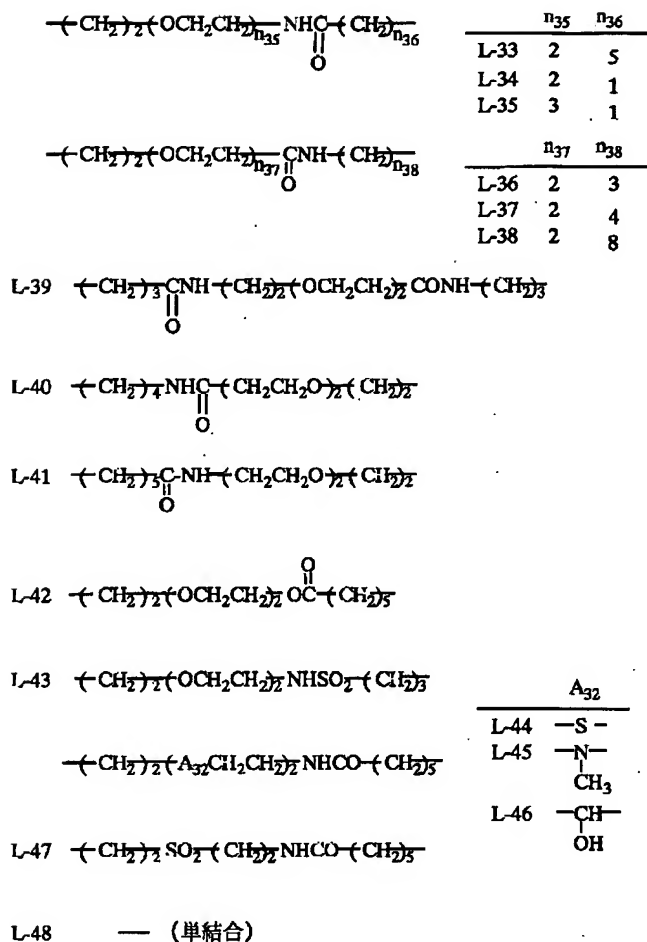 -(CH₂)₂-(OCH₂CH₂)n₃₅-NHC-(CH₂)n₃₆-
O
n₃₅ n₃₆
L-33 2 5
L-34 2 1
L-35 3 1
-(CH₂)₂-(OCH₂CH₂)n₃₇-CNH-(CH₂)n₃₈-
O
n₃₇ n₃₈
L-36 2 3
L-37 2 4
L-38 2 8
L-39 -(CH₂)₃-CNH-(CH₂)₂-(OCH₂CH₂)₂-CONH-(CH₂)₃-
O
L-40 -(CH₂)₄-NHC-(CH₂CH₂O)₂-(CH₂)₂-
O
L-41 -(CH₂)₅-C-NH-(CH₂CH₂O)₂-(CH₂)₂-
O
O
L-42 -(CH₂)₂-(OCH₂CH₂)₂-OC-(CH₂)₅-
L-43 -(CH₂)₂-(OCH₂CH₂)₂-NHSO₂-(CH₂)₃-
-(CH₂)₂-(A₃₂CH₂CH₂)₂-NHCO-(CH₂)₅-
A₃₂
L-44 -S-
L-45 -N-
CH₃
L-46 -CH-
OH
L-47 -(CH₂)₂-SO₂-(CH₂)₂-NHCO-(CH₂)₅-
L-48 — (単結合)